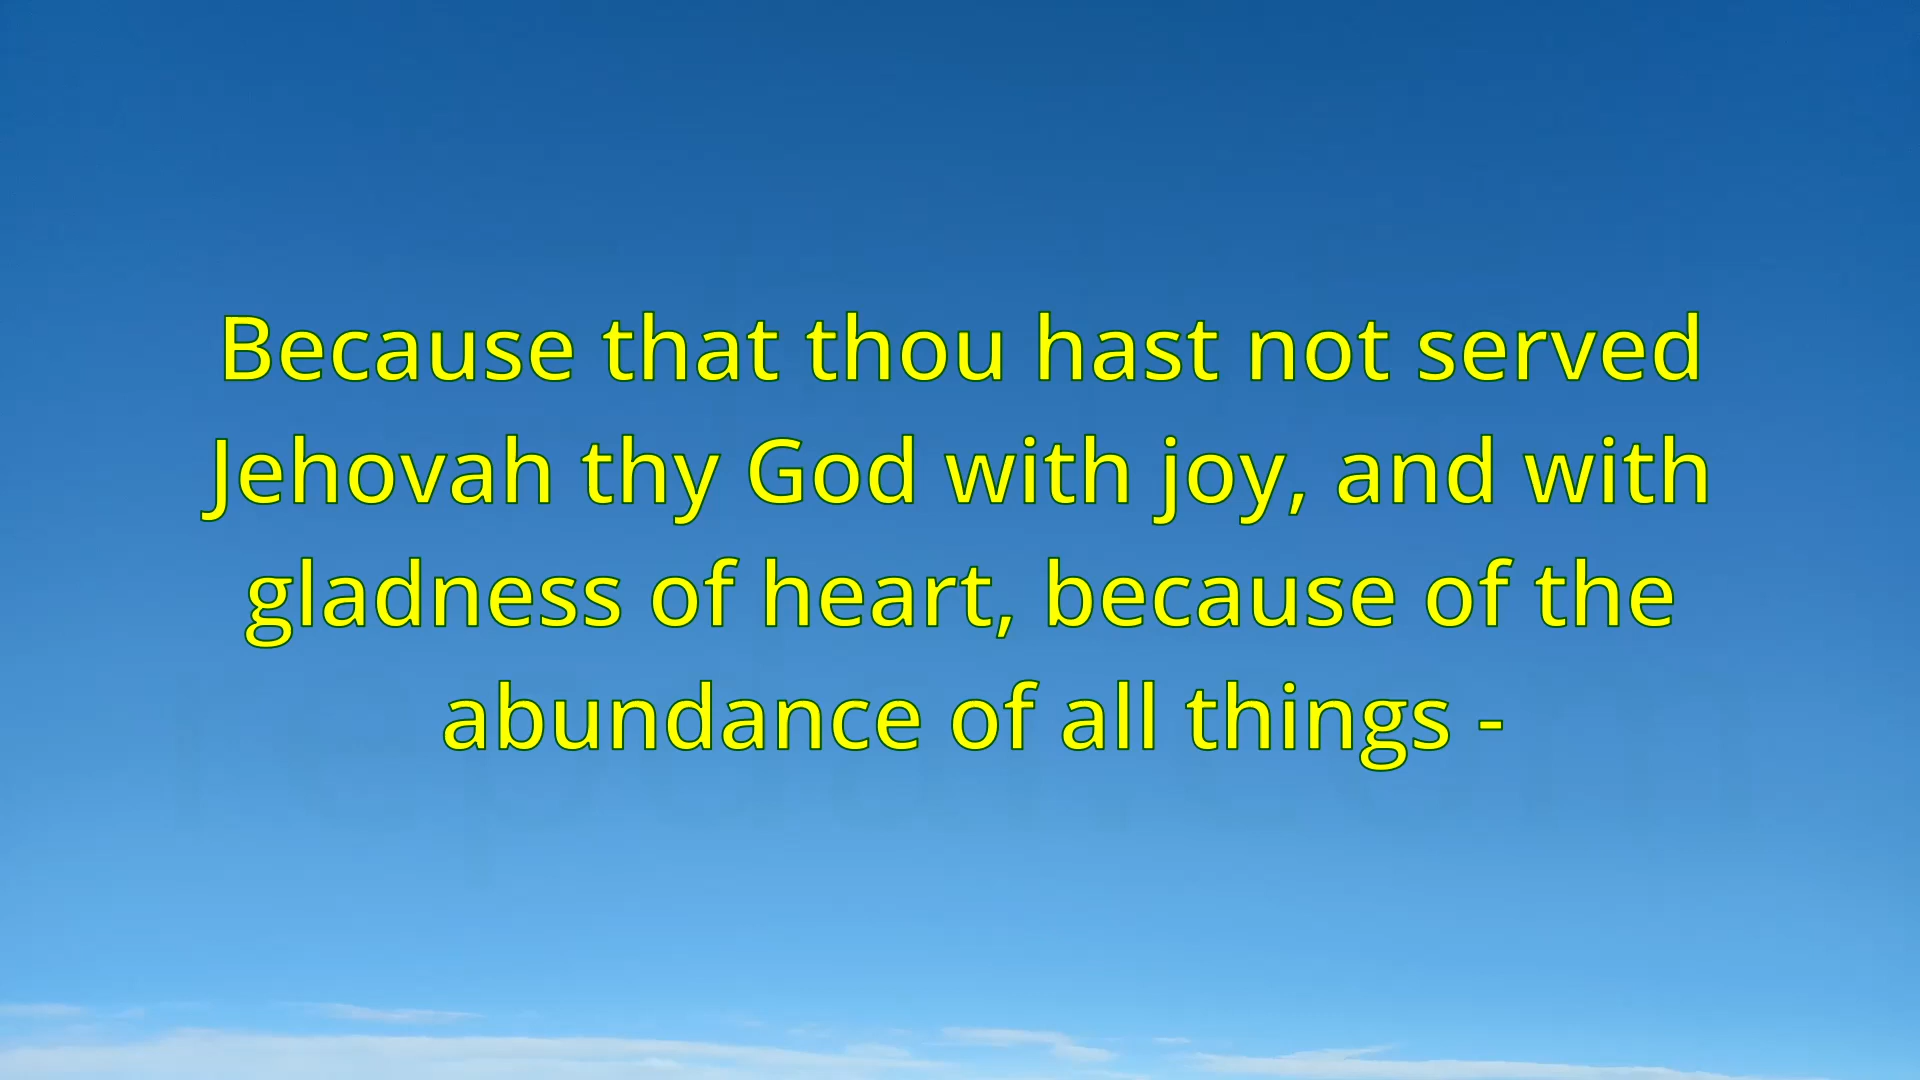 Because that thou hast not served
Jehovah thy God with joy, and with
gladness of heart, because of the
abundance of all things -